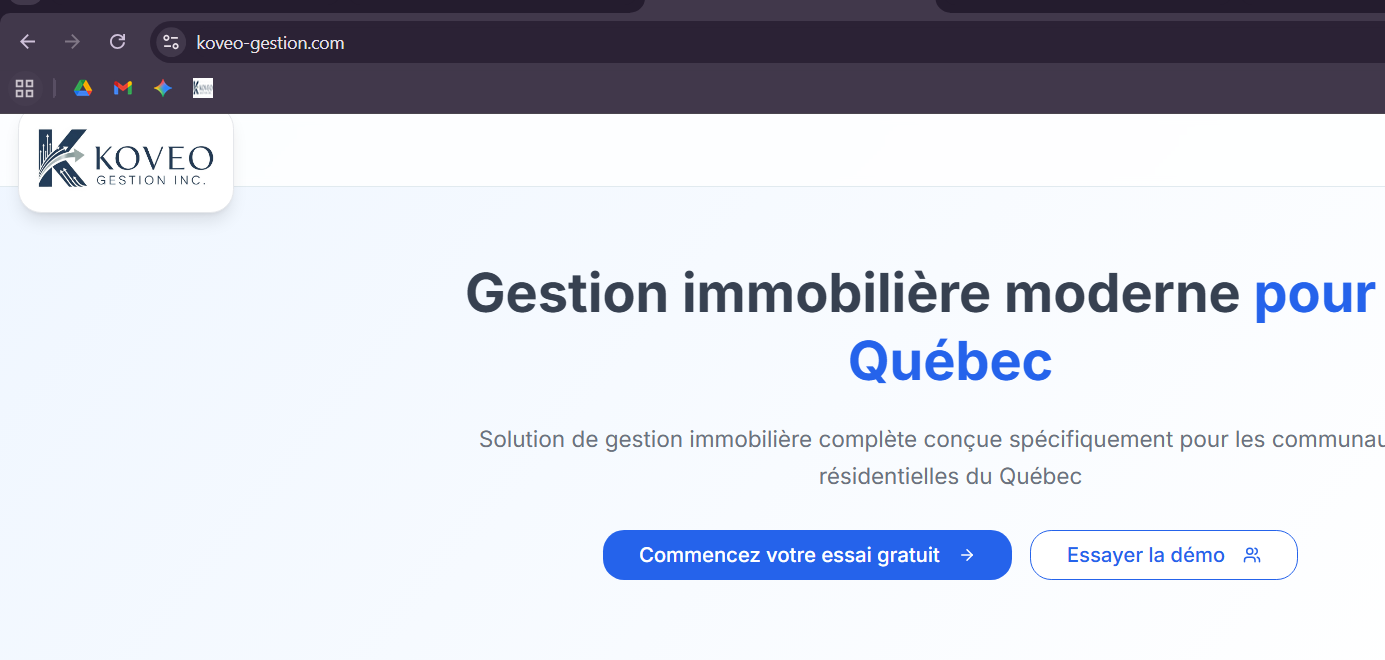 koveo-gestion.com
KOVEO
GESTION INC.
Gestion immobilière moderne pour
Québec
Solution de gestion immobilière complète conçue spécifiquement pour les communau
résidentielles du Québec
Commencez votre essai gratuit →
Essayer la démo